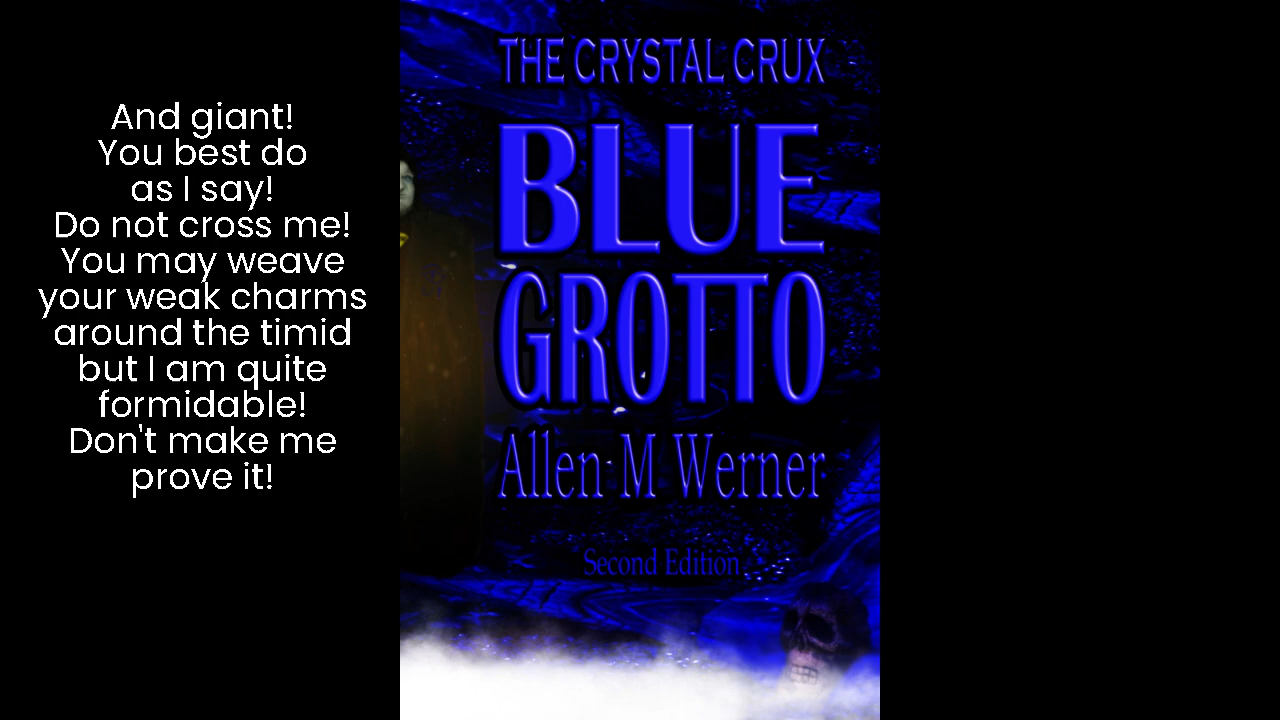 And giant!
You best do
as I say!
Do not cross me!
You may weave
your weak charms
around the timid
but I am quite
formidable!
Don't make me
prove it!
THE CRYSTAL CRUX
BLUE
GROTTO
Allen M Werner
Second Edition